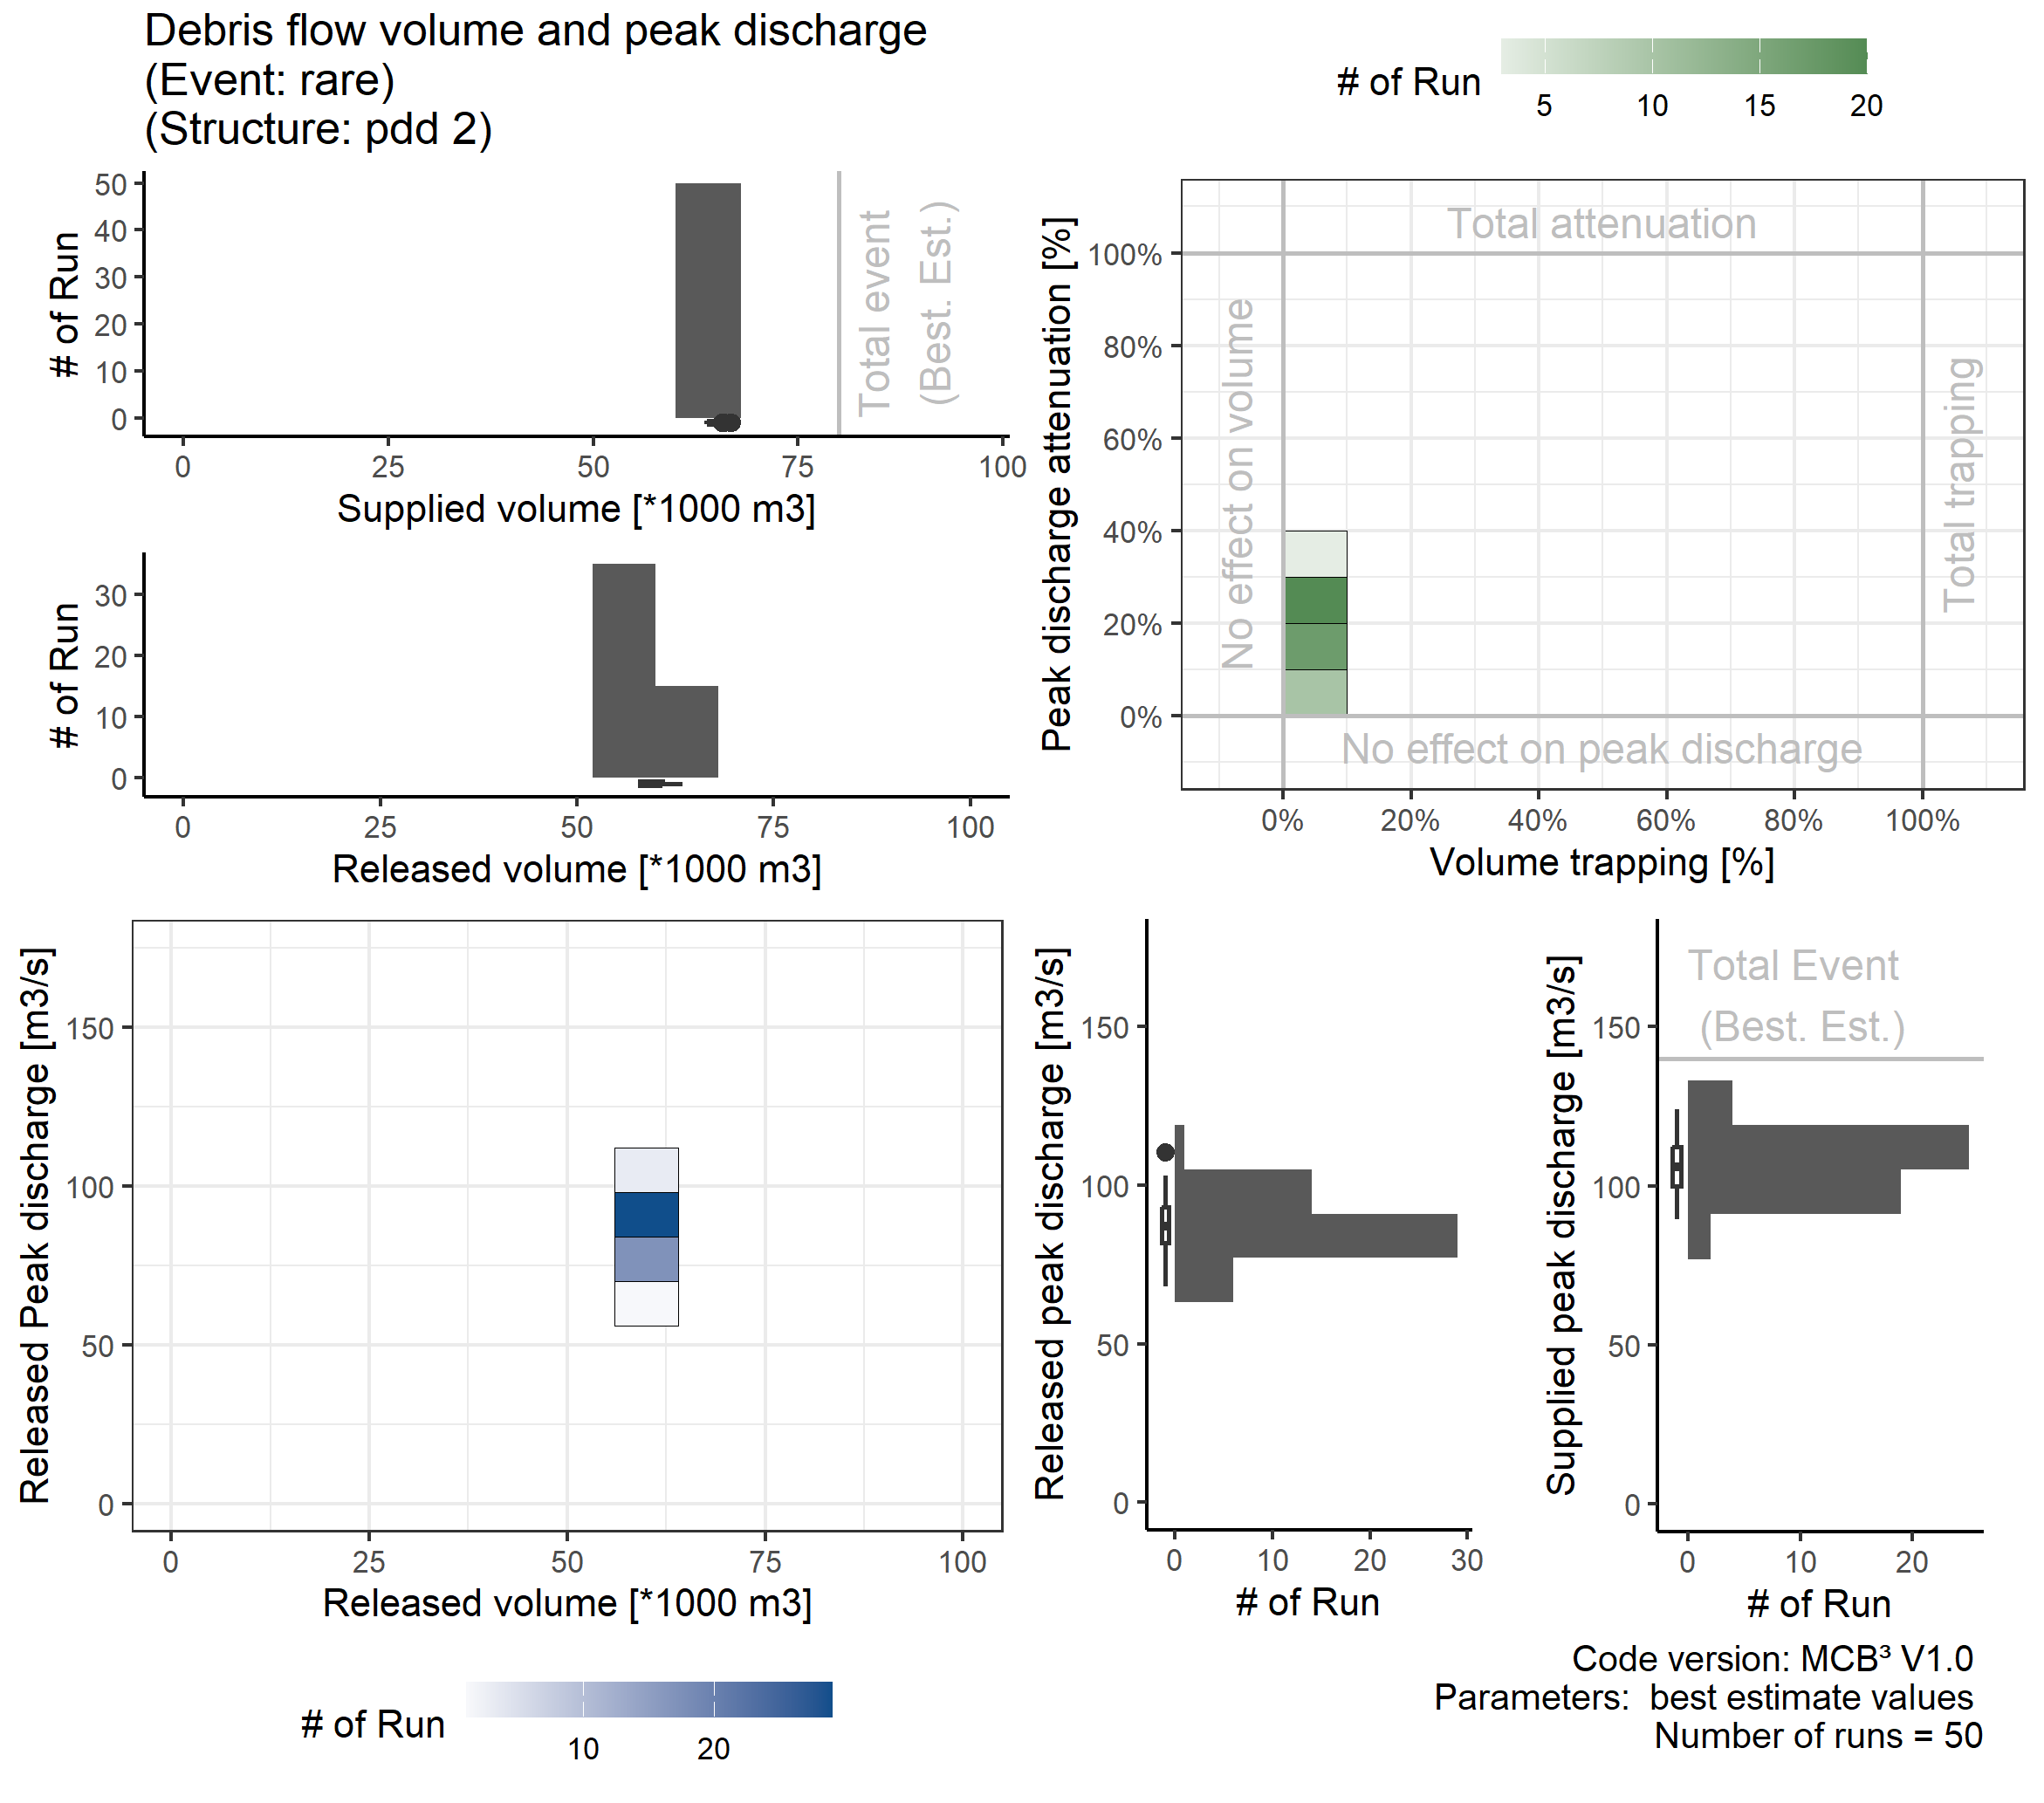 Debris flow volume and peak discharge
(Event: rare)
(Structure: pdd 2)
# of Run
5 10 15 20
# of Run
50
40
30
20
10
0
Total event
(Best. Est.)
0 25 50 75 100
Supplied volume [*1000 m3]
# of Run
30
20
10
0
0 25 50 75 100
Released volume [*1000 m3]
Peak discharge attenuation [%]
100%
80%
60%
40%
20%
0%
Total attenuation
No effect on volume
Total trapping
No effect on peak discharge
0% 20% 40% 60% 80% 100%
Volume trapping [%]
Released Peak discharge [m3/s]
150
100
50
0
0 25 50 75 100
Released volume [*1000 m3]
# of Run
10 20
Released peak discharge [m3/s]
150
100
50
0
0 10 20 30
# of Run
Supplied peak discharge [m3/s]
150
100
50
0
Total Event
(Best. Est.)
0 10 20
# of Run
Code version: MCB³ V1.0
Parameters:  best estimate values
Number of runs = 50